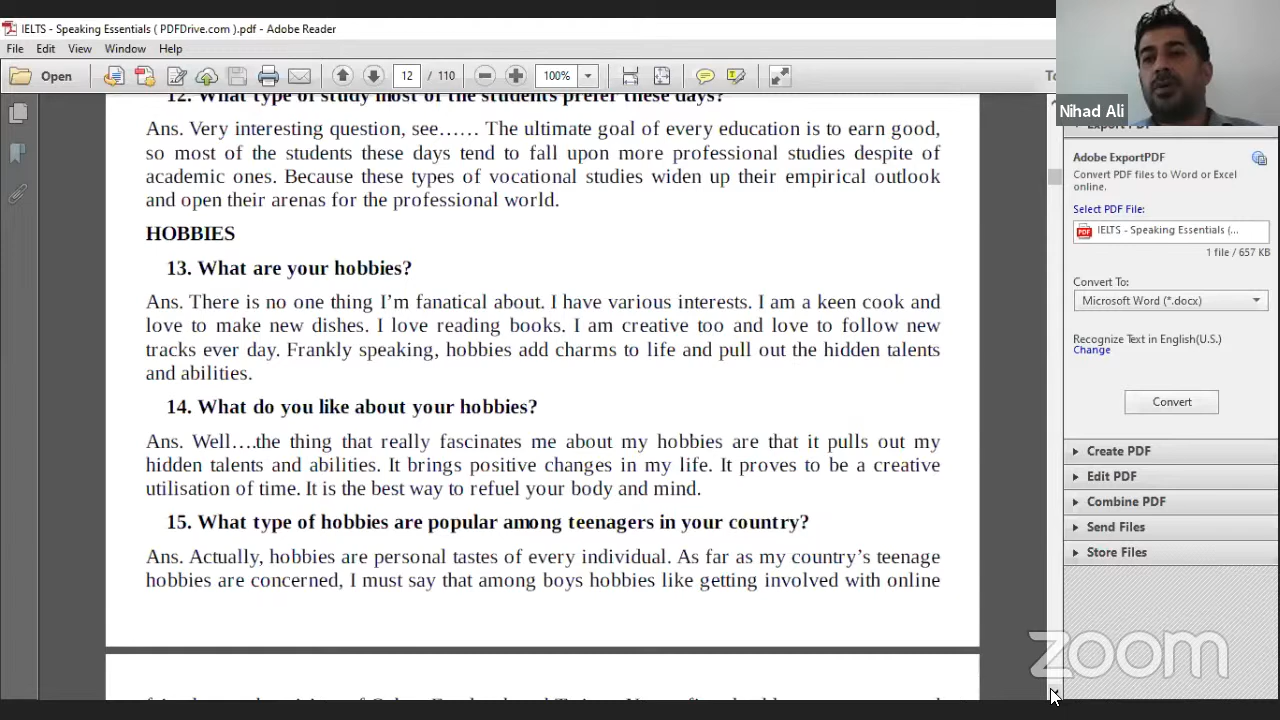 IELTS - Speaking Essentials ( PDFDrive.com ).pdf - Adobe Reader
File Edit View Window Help
Open 12 / 110 100%
12. What type of study most of the students prefer these days?
Ans. Very interesting question, see…… The ultimate goal of every education is to earn good,
so most of the students these days tend to fall upon more professional studies despite of
academic ones. Because these types of vocational studies widen up their empirical outlook
and open their arenas for the professional world.
HOBBIES
13. What are your hobbies?
Ans. There is no one thing I'm fanatical about. I have various interests. I am a keen cook and
love to make new dishes. I love reading books. I am creative too and love to follow new
tracks ever day. Frankly speaking, hobbies add charms to life and pull out the hidden talents
and abilities.
14. What do you like about your hobbies?
Ans. Well….the thing that really fascinates me about my hobbies are that it pulls out my
hidden talents and abilities. It brings positive changes in my life. It proves to be a creative
utilisation of time. It is the best way to refuel your body and mind.
15. What type of hobbies are popular among teenagers in your country?
Ans. Actually, hobbies are personal tastes of every individual. As far as my country's teenage
hobbies are concerned, I must say that among boys hobbies like getting involved with online
Nihad Ali
Adobe ExportPDF
Convert PDF files to Word or Excel
online.
Select PDF File:
IELTS - Speaking Essentials (...
1 file / 657 KB
Convert To:
Microsoft Word (*.docx)
Recognize Text in English(U.S.)
Change
Convert
Create PDF
Edit PDF
Combine PDF
Send Files
Store Files
zoom